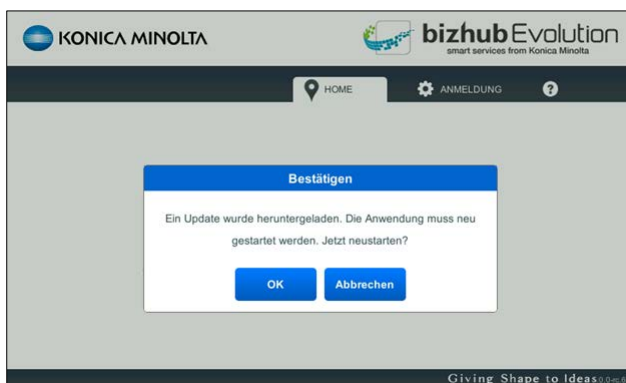 KONICA MINOLTA
bizhub Evolution
smart services from Konica Minolta
HOME
ANMELDUNG
?
Bestätigen
Ein Update wurde heruntergeladen. Die Anwendung muss neu
gestartet werden. Jetzt neustarten?
OK
Abbrechen
Giving Shape to Ideas